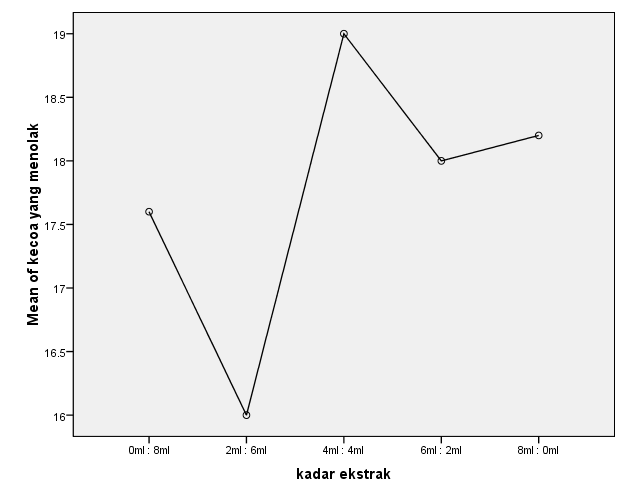 19
18.5
18
17.5
17
16.5
16
Mean of kecoa yang menolak
0ml : 8ml
2ml : 6ml
4ml : 4ml
6ml : 2ml
8ml : 0ml
kadar ekstrak